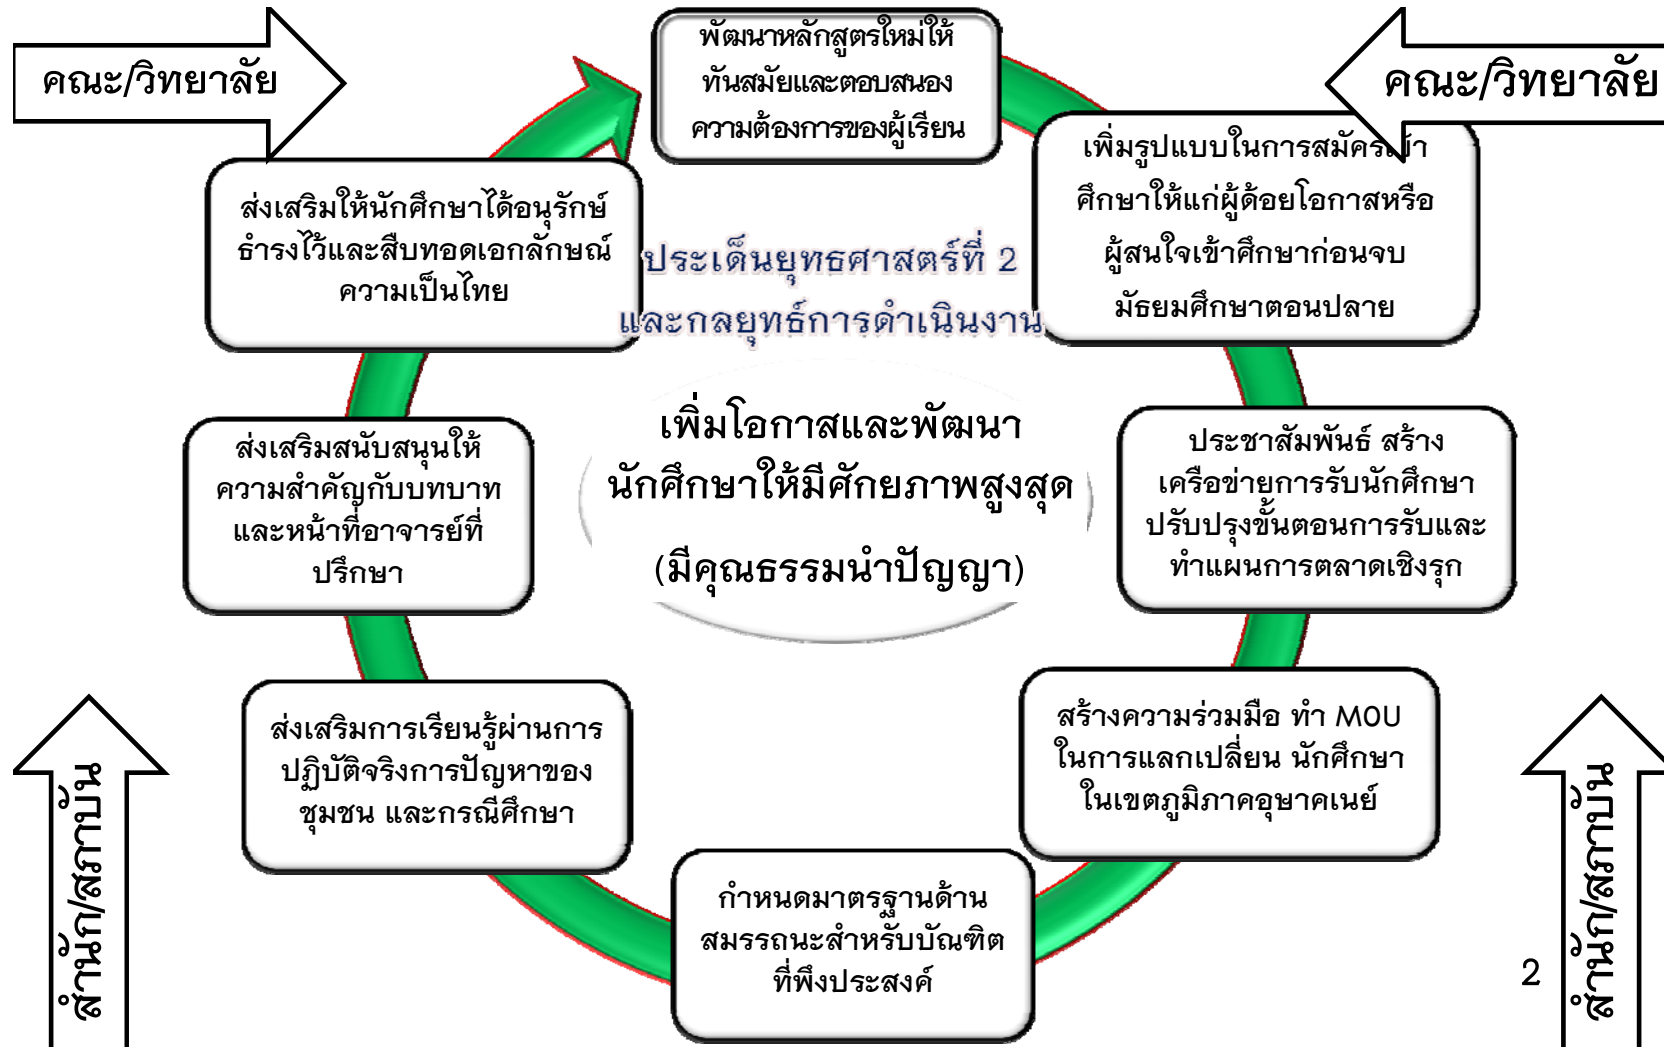 คณะ/วิทยาลัย
พัฒนาหลักสูตรใหม่ให้
ทันสมัยและตอบสนอง
ความต้องการของผู้เรียน
คณะ/วิทยาลัย
เพิ่มรูปแบบในการสมัครเข้า
ศึกษาให้แก่ผู้ด้อยโอกาสหรือ
ผู้สนใจเข้าศึกษาก่อนจบ
มัธยมศึกษาตอนปลาย
ส่งเสริมให้นักศึกษาได้อนุรักษ์
ธำรงไว้และสืบทอดเอกลักษณ์
ความเป็นไทย
ประเด็นยุทธศาสตร์ที่ 2
และกลยุทธ์การดำเนินงาน
เพิ่มโอกาสและพัฒนา
นักศึกษาให้มีศักยภาพสูงสุด
(มีคุณธรรมนำปัญญา)
ส่งเสริมสนับสนุนให้
ความสำคัญกับบทบาท
และหน้าที่อาจารย์ที่
ปรึกษา
ประชาสัมพันธ์ สร้าง
เครือข่ายการรับนักศึกษา
ปรับปรุงขั้นตอนการรับและ
ทำแผนการตลาดเชิงรุก
ส่งเสริมการเรียนรู้ผ่านการ
ปฏิบัติจริงการปัญหาของ
ชุมชน และกรณีศึกษา
สร้างความร่วมมือ ทำ MOU
ในการแลกเปลี่ยน นักศึกษา
ในเขตภูมิภาคอุษาคเนย์
กำหนดมาตรฐานด้าน
สมรรถนะสำหรับบัณฑิต
ที่พึงประสงค์
สำนัก/สถาบัน
สำนัก/สถาบัน
2